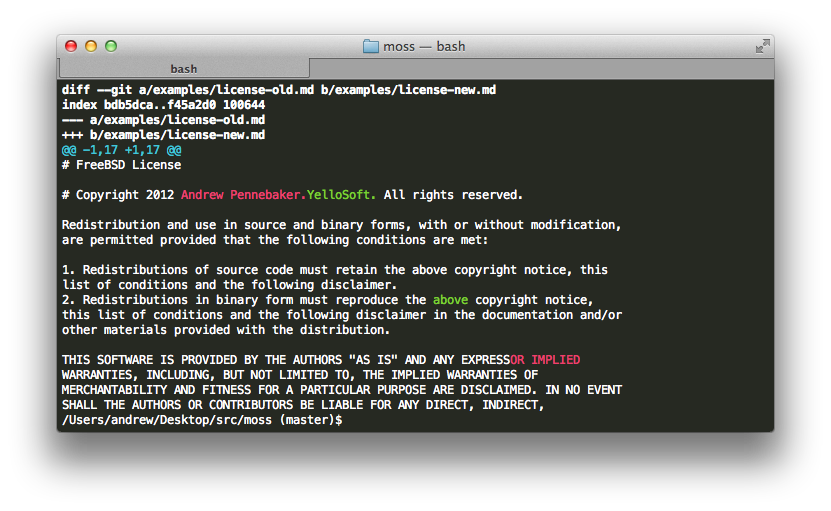 moss — bash
bash
diff --git a/examples/license-old.md b/examples/license-new.md
index bdb5dca..f45a2d0 100644
--- a/examples/license-old.md
+++ b/examples/license-new.md
@@ -1,17 +1,17 @@
# FreeBSD License
# Copyright 2012 Andrew Pennebaker.YelloSoft. All rights reserved.
Redistribution and use in source and binary forms, with or without modification,
are permitted provided that the following conditions are met:
1. Redistributions of source code must retain the above copyright notice, this
list of conditions and the following disclaimer.
2. Redistributions in binary form must reproduce the above copyright notice,
this list of conditions and the following disclaimer in the documentation and/or
other materials provided with the distribution.
THIS SOFTWARE IS PROVIDED BY THE AUTHORS "AS IS" AND ANY EXPRESSOR IMPLIED
WARRANTIES, INCLUDING, BUT NOT LIMITED TO, THE IMPLIED WARRANTIES OF
MERCHANTABILITY AND FITNESS FOR A PARTICULAR PURPOSE ARE DISCLAIMED. IN NO EVENT
SHALL THE AUTHORS OR CONTRIBUTORS BE LIABLE FOR ANY DIRECT, INDIRECT,
/Users/andrew/Desktop/src/moss (master)$